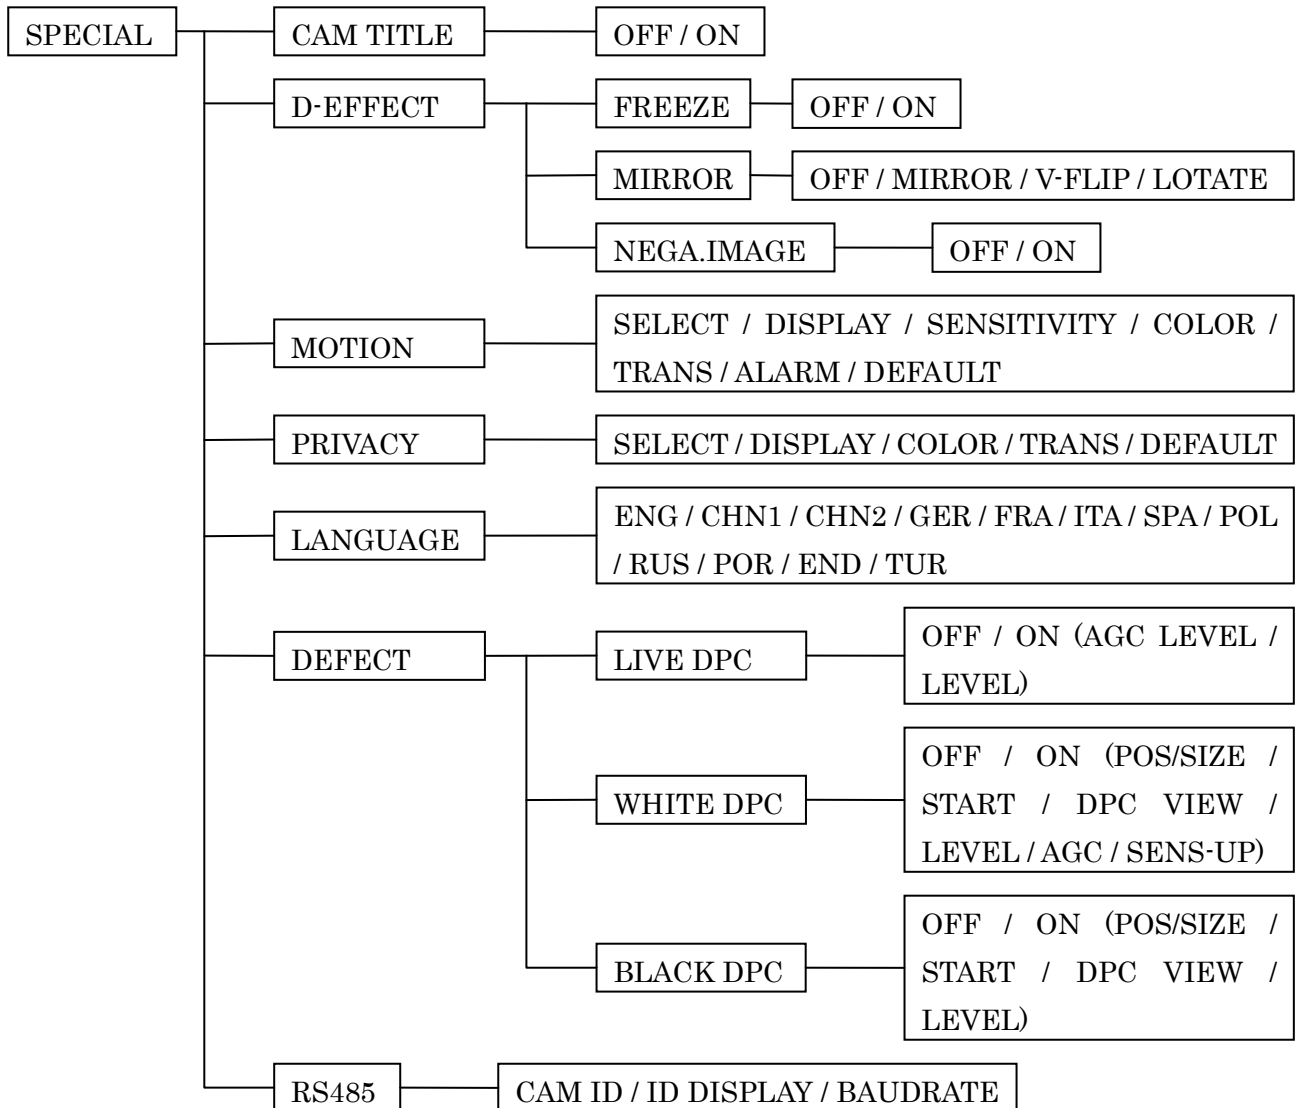 SPECIAL
CAM TITLE
OFF / ON
D-EFFECT
FREEZE
OFF / ON
MIRROR
OFF / MIRROR / V-FLIP / LOTATE
NEGA.IMAGE
OFF / ON
MOTION
SELECT / DISPLAY / SENSITIVITY / COLOR /
TRANS / ALARM / DEFAULT
PRIVACY
SELECT / DISPLAY / COLOR / TRANS / DEFAULT
LANGUAGE
ENG / CHN1 / CHN2 / GER / FRA / ITA / SPA / POL
/ RUS / POR / END / TUR
DEFECT
LIVE DPC
OFF / ON (AGC LEVEL /
LEVEL)
WHITE DPC
OFF / ON (POS/SIZE /
START / DPC VIEW /
LEVEL / AGC / SENS-UP)
BLACK DPC
OFF / ON (POS/SIZE /
START / DPC VIEW /
LEVEL)
RS485
CAM ID / ID DISPLAY / BAUDRATE